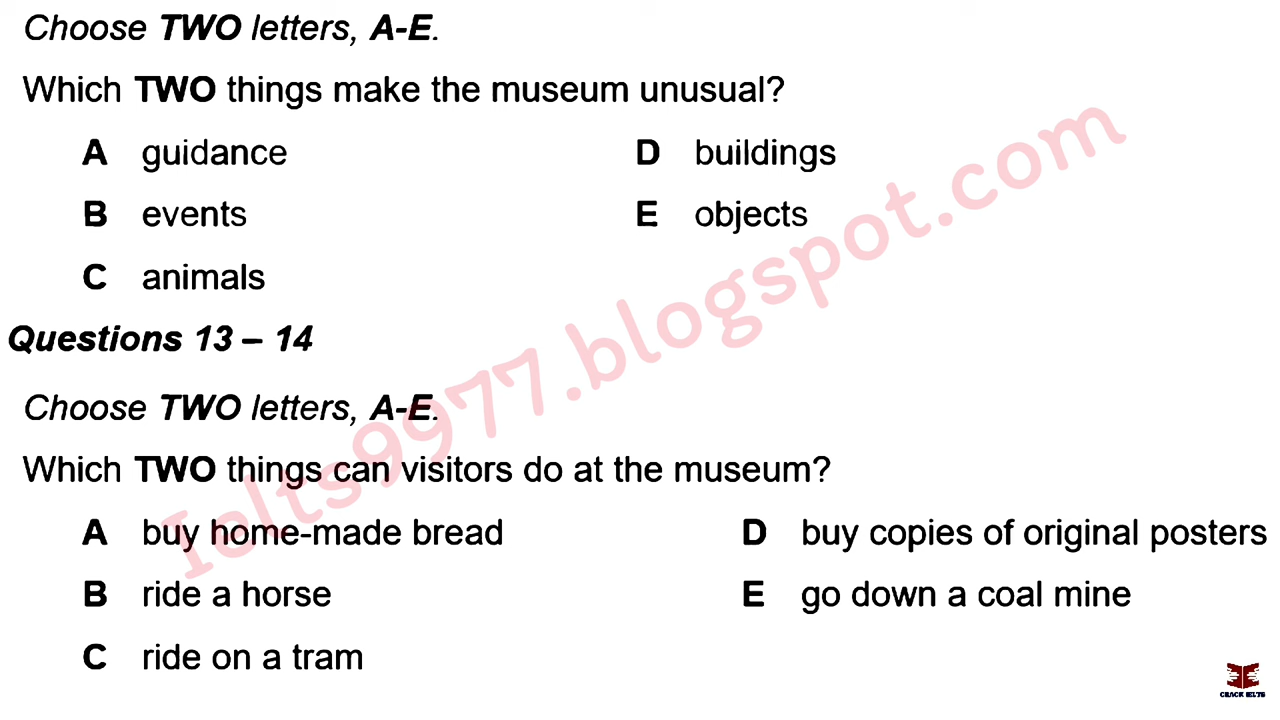 Choose TWO letters, A-E.
Which TWO things make the museum unusual?
A guidance
D buildings
B events
E objects
C animals
Questions 13 – 14
Choose TWO letters, A-E.
Which TWO things can visitors do at the museum?
A buy home-made bread
D buy copies of original posters
B ride a horse
E go down a coal mine
C ride on a tram
Ielts9977.blogspot.com
CRACK IELTS